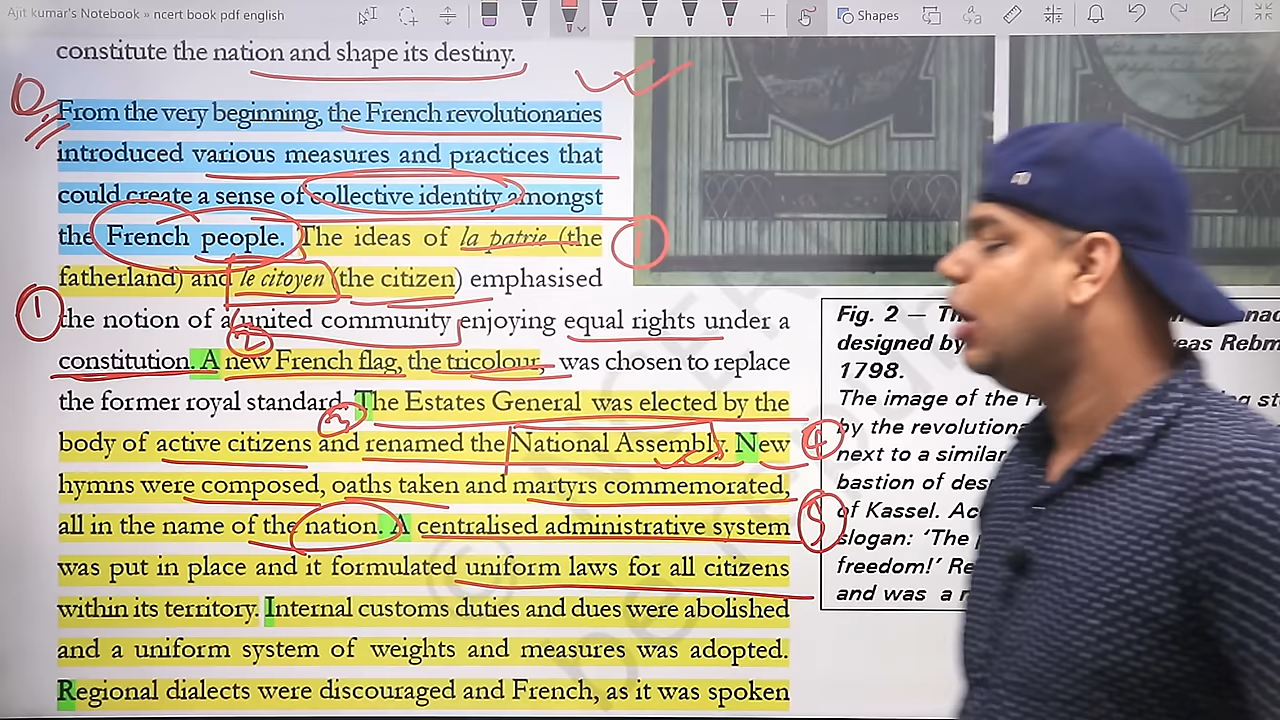 Ajit kumar's Notebook » ncert book pdf english
Shapes
constitute the nation and shape its destiny.
From the very beginning, the French revolutionaries
introduced various measures and practices that
could create a sense of collective identity amongst
the French people. The ideas of la patrie (the
fatherland) and le citoyen (the citizen) emphasised
the notion of a united community enjoying equal rights under a
constitution. A new French flag, the tricolour, was chosen to replace
the former royal standard. The Estates General was elected by the
body of active citizens and renamed the National Assembly. New
hymns were composed, oaths taken and martyrs commemorated,
all in the name of the nation. A centralised administrative system
was put in place and it formulated uniform laws for all citizens
within its territory. Internal customs duties and dues were abolished
and a uniform system of weights and measures was adopted.
Regional dialects were discouraged and French, as it was spoken
1
1
2
3
4
5
Fig. 2 —
designed by
1798.
The image of the
by the revolutiona
next to a similar
bastion of
of Kassel.
slogan: 'The
freedom!'
and was a